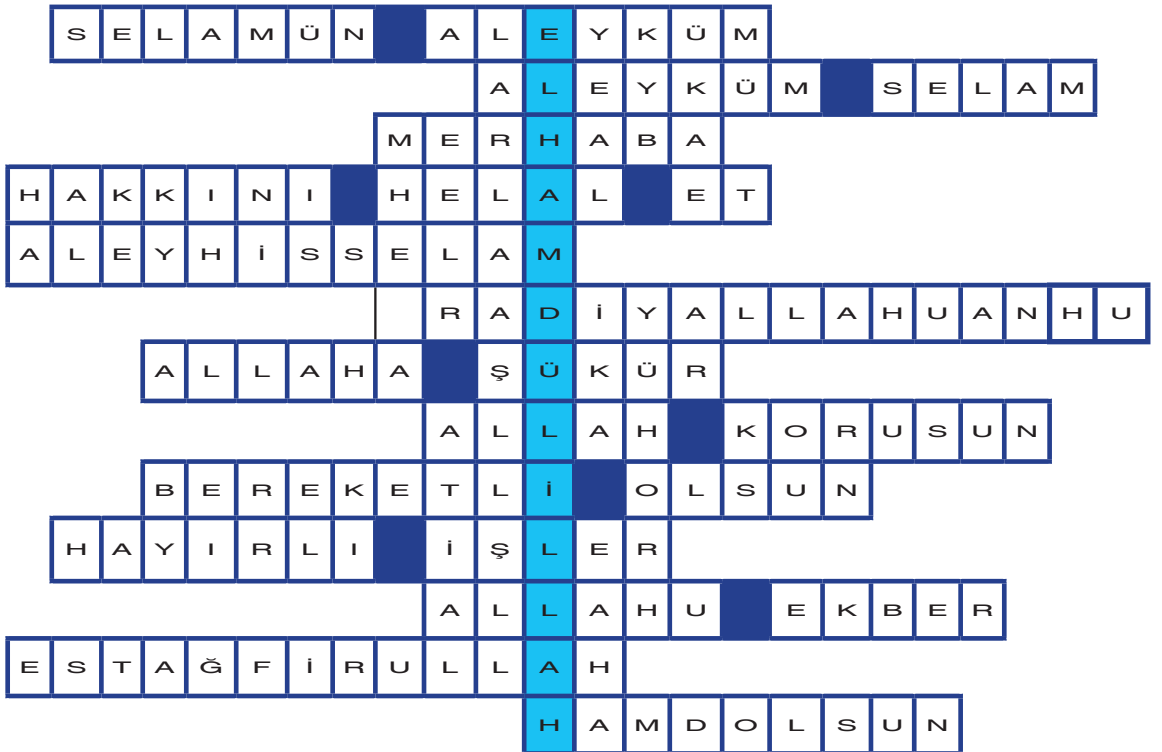 SELAMÜN ALEYKÜM
ALEYKÜM SELAM
MERHABA
HAKKINI HELAL ET
ALEYHİSSELAM
RADİYALLAHUANHU
ALLAHA ŞÜKÜR
ALLAH KORUSUN
BEREKETLİ OLSUN
HAYIRLI İŞLER
ALLAHU EKBER
ESTAĞFİRULLAH
HAMDOLSUN